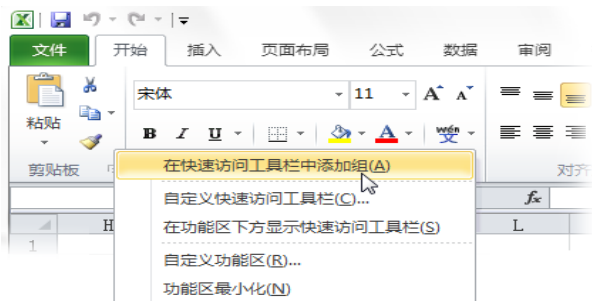 文件 开始 插入 页面布局 公式 数据 审阅
宋体 11 A A
粘贴
B I U A wén 变
剪贴板 对齐
在快速访问工具栏中添加组(A)
自定义快速访问工具栏(C)...
fx
在功能区下方显示快速访问工具栏(S)
H L
1
自定义功能区(R)...
功能区最小化(N)